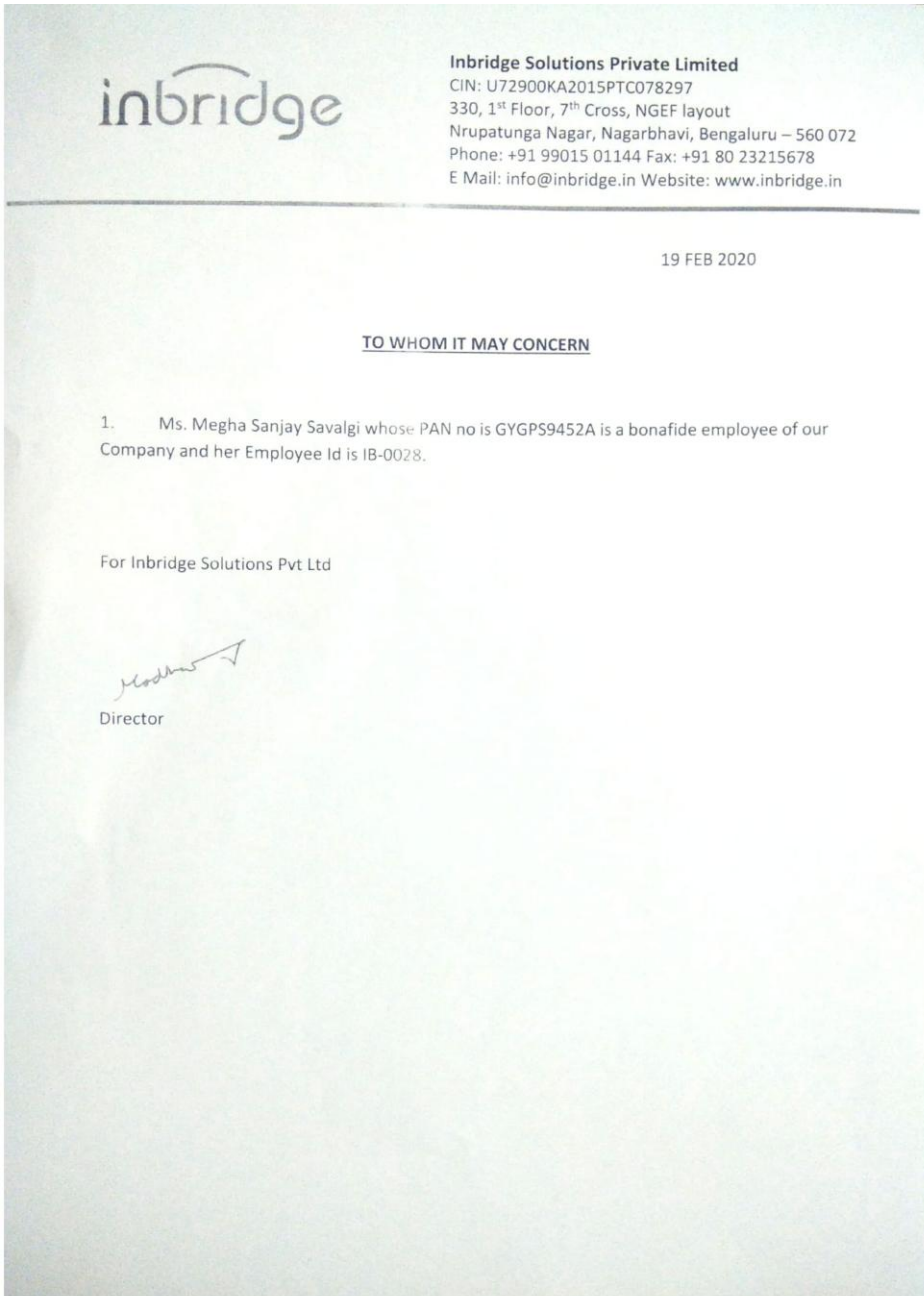 inbridge
Inbridge Solutions Private Limited
CIN: U72900KA2015PTC078297
330, 1st Floor, 7th Cross, NGEF layout
Nrupatunga Nagar, Nagarbhavi, Bengaluru – 560 072
Phone: +91 99015 01144 Fax: +91 80 23215678
E Mail: info@inbridge.in Website: www.inbridge.in
19 FEB 2020
TO WHOM IT MAY CONCERN
1. Ms. Megha Sanjay Savalgi whose PAN no is GYGPS9452A is a bonafide employee of our
Company and her Employee Id is IB-0028.
For Inbridge Solutions Pvt Ltd
Director